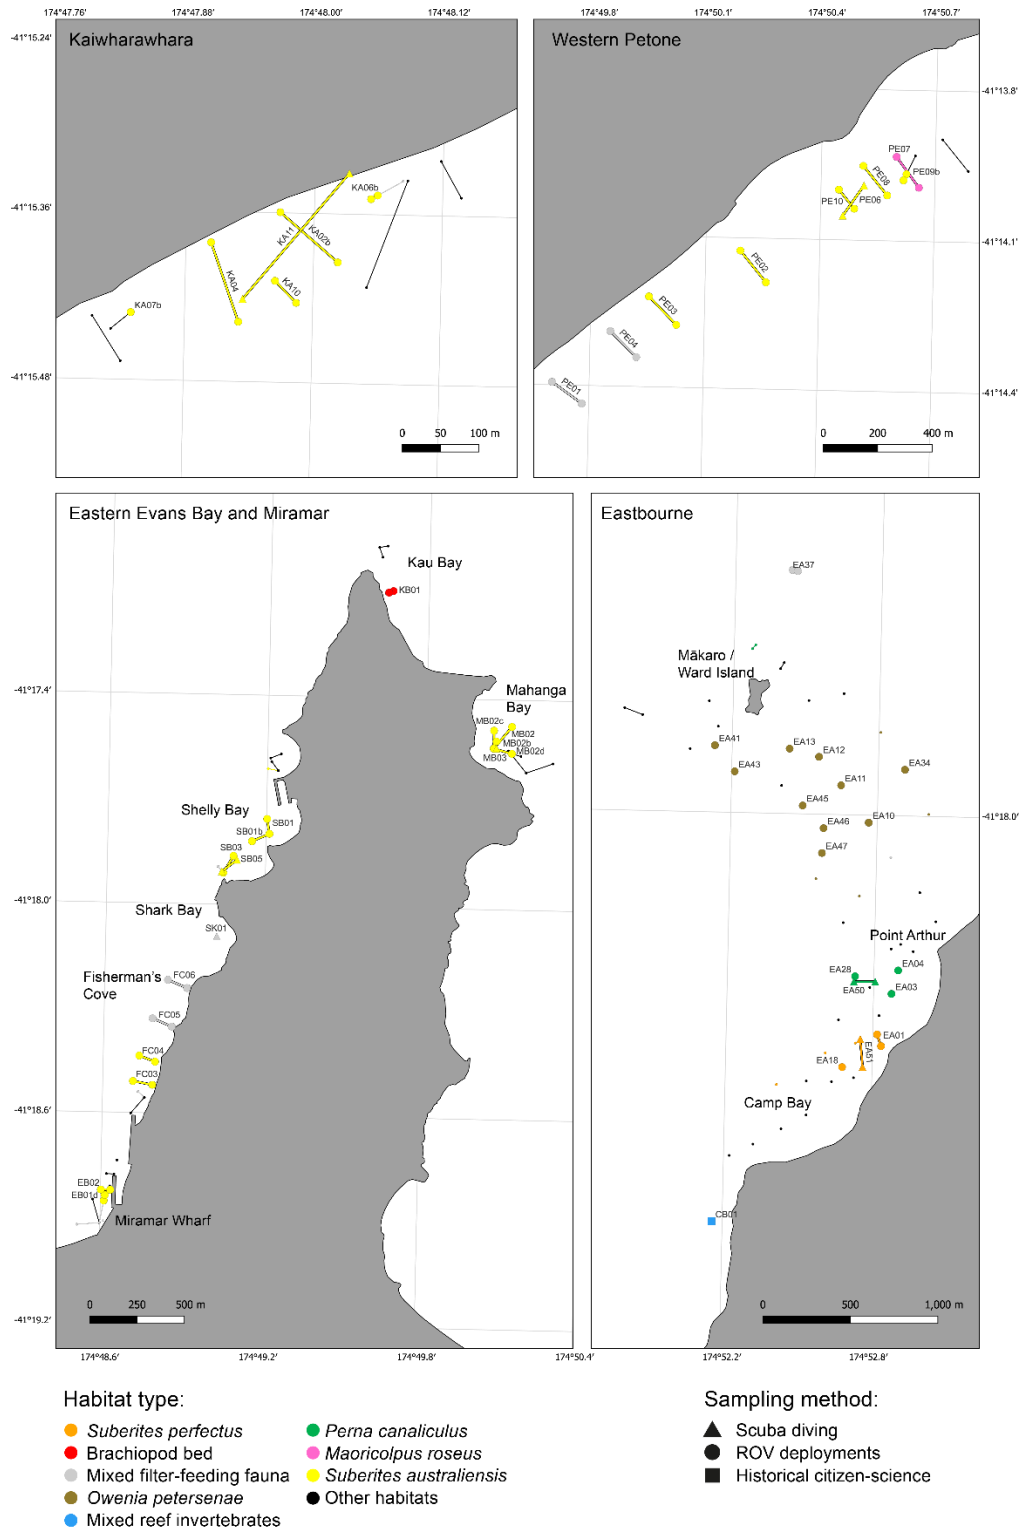 174°47.76' 174°47.88' 174°48.00' 174°48.12' 174°49.8' 174°50.1' 174°50.4' 174°50.7'
-41°15.24'
Kaiwharawhara
-41°15.36'
-41°15.48'
KA06b
KA11
KA02b
KA04
KA10
KA07b
0 50 100 m
Western Petone
-41°13.8'
-41°14.1'
-41°14.4'
PE07
PE09b
PE08
PE10
PE06
PE02
PE03
PE04
PE01
0 200 400 m
Eastern Evans Bay and Miramar
Kau Bay
KB01
-41°17.4'
Mahanga
Bay
MB02c
MB02
MB02b
MB03
MB02d
Shelly Bay
SB01
SB01b
SB03
SB05
-41°18.0'
Shark Bay
SK01
Fisherman's
Cove
FC06
FC05
FC04
FC03
-41°18.6'
EB02
EB01d
Miramar Wharf
0 250 500 m
-41°19.2'
174°48.6' 174°49.2' 174°49.8' 174°50.4'
Eastbourne
EA37
Mākaro /
Ward Island
EA41
EA13
EA12
EA43
EA34
EA11
EA45
EA46
EA10
EA47
-41°18.0'
Point Arthur
EA28
EA04
EA50
EA03
EA01
EA51
EA18
Camp Bay
CB01
0 500 1,000 m
174°52.2' 174°52.8'
Habitat type:
Suberites perfectus
Brachiopod bed
Mixed filter-feeding fauna
Owenia petersenae
Mixed reef invertebrates
Perna canaliculus
Maoricolpus roseus
Suberites australiensis
Other habitats
Sampling method:
Scuba diving
ROV deployments
Historical citizen-science